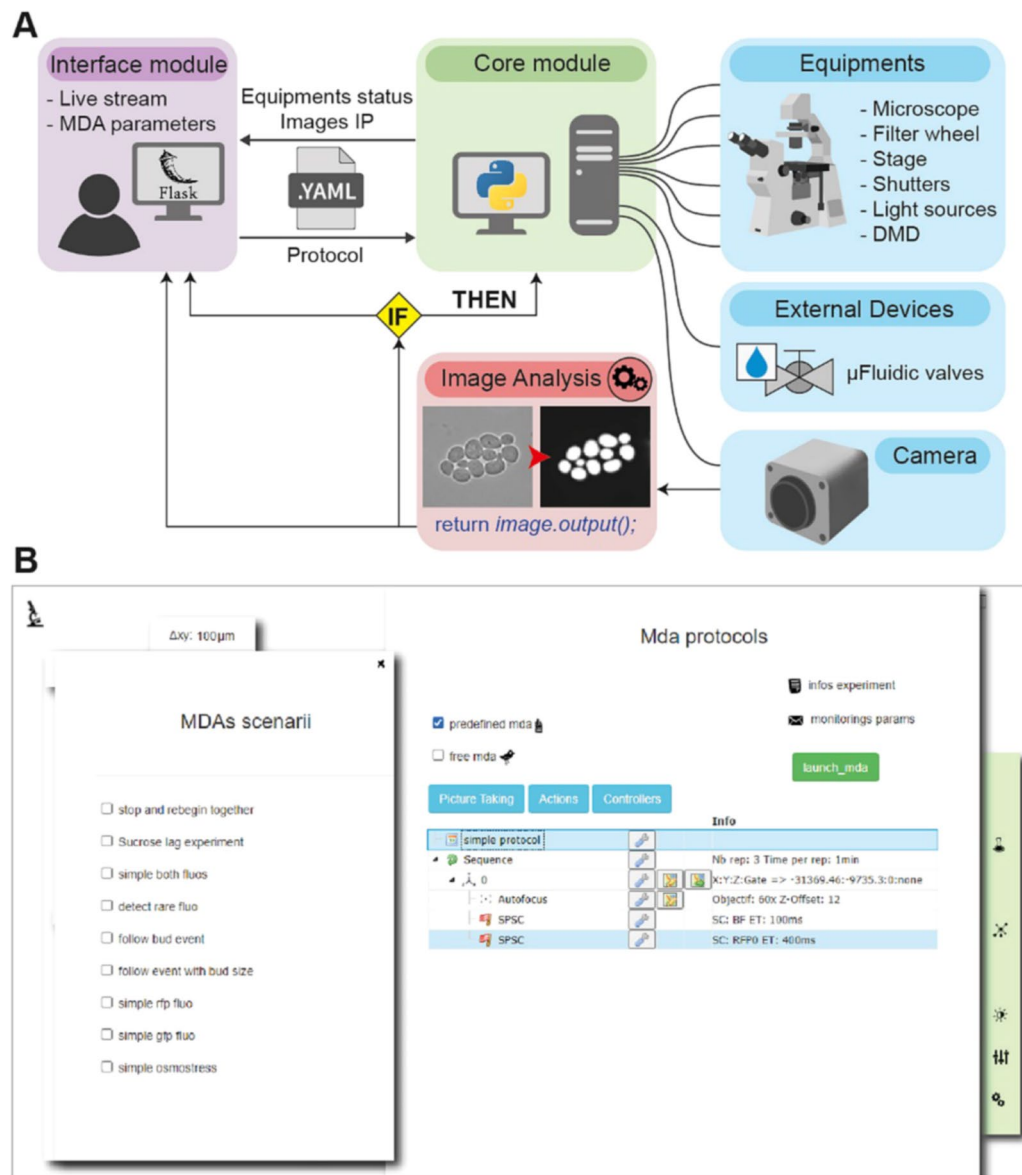 A
Interface module
- Live stream
- MDA parameters
Flask
Equipments status
Images IP
.YAML
Protocol
Core module
Equipments
- Microscope
- Filter wheel
- Stage
- Shutters
- Light sources
- DMD
IF
THEN
External Devices
µFluidic valves
Image Analysis
return image.output();
Camera
B
Δxy: 100µm
MDAs scenarii
stop and rebegin together
Sucrose lag experiment
simple both fluos
detect rare fluo
follow bud event
follow event with bud size
simple rfp fluo
simple gfp fluo
simple osmostress
Mda protocols
infos experiment
predefined mda
monitorings params
free mda
launch_mda
Picture Taking Actions Controllers
Info
simple protocol
Sequence Nb rep: 3 Time per rep: 1min
0 X:Y:Z:Gate => -31369.46:-9735.3:0:none
Autofocus Objectif: 60x Z-Offset: 12
SPSC SC: BF ET: 100ms
SPSC SC: RFP0 ET: 400ms